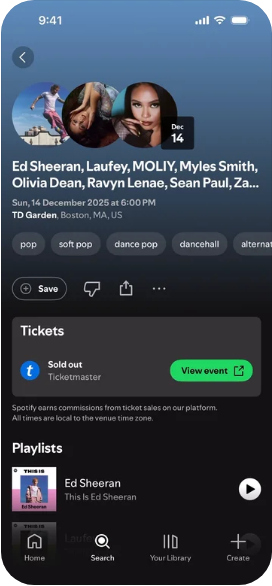 9:41
Dec
14
Ed Sheeran, Laufey, MOLIY, Myles Smith,
Olivia Dean, Ravyn Lenae, Sean Paul, Za...
Sun, 14 December 2025 at 6:00 PM
TD Garden, Boston, MA, US
pop soft pop dance pop dancehall alternat
Save
Tickets
t Sold out
Ticketmaster
View event
Spotify earns commissions from ticket sales on our platform.
All times are local to the venue time zone.
Playlists
THIS IS
Ed Sheeran
Ed Sheeran
This Is Ed Sheeran
Laufey
Home Search Your Library Create